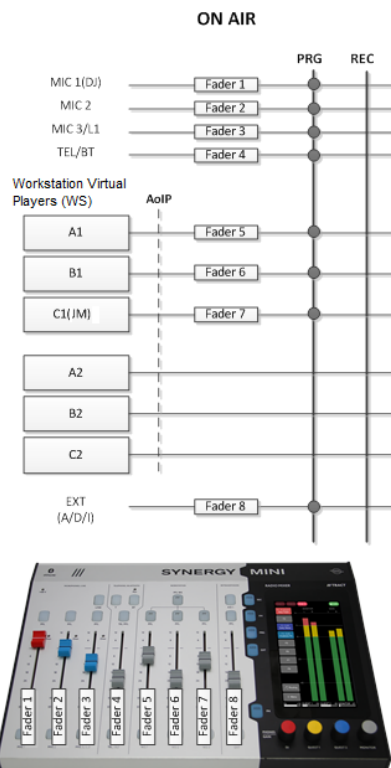 ON AIR
PRG REC
MIC 1(DJ) Fader 1
MIC 2 Fader 2
MIC 3/L1 Fader 3
TEL/BT Fader 4
Workstation Virtual
Players (WS) AoIP
A1 Fader 5
B1 Fader 6
C1(JM) Fader 7
A2
B2
C2
EXT Fader 8
(A/D/I)
SYNERGY MINI
Fader 1 Fader 2 Fader 3 Fader 4 Fader 5 Fader 6 Fader 7 Fader 8